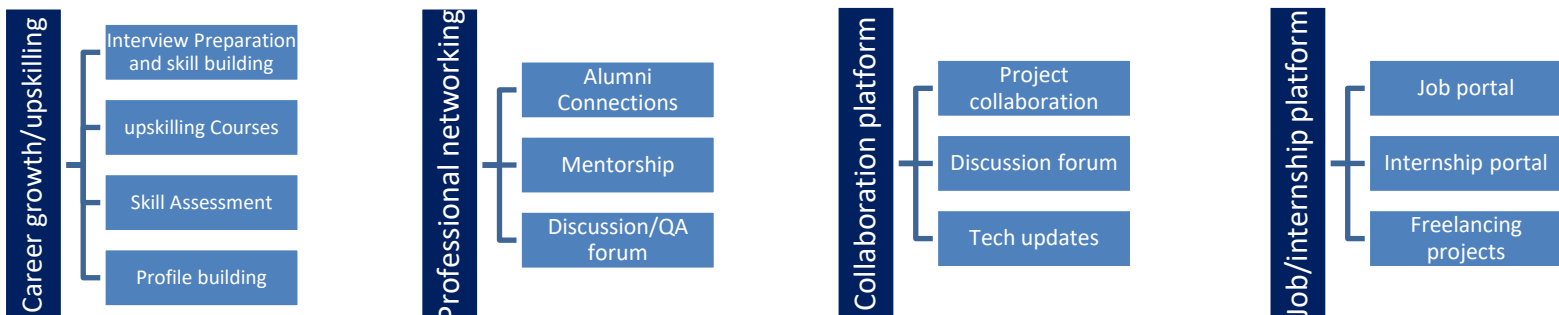 Career growth/upskilling
Interview Preparation
and skill building
upskilling Courses
Skill Assessment
Profile building
Professional networking
Alumni
Connections
Mentorship
Discussion/QA
forum
Collaboration platform
Project
collaboration
Discussion forum
Tech updates
Job/internship platform
Job portal
Internship portal
Freelancing
projects